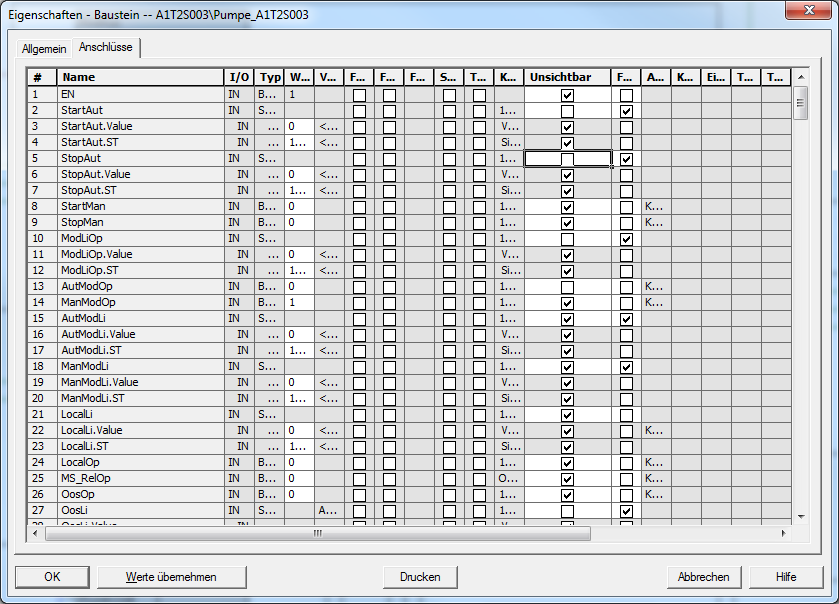 Eigenschaften - Baustein -- A1T2S003\Pumpe_A1T2S003
Allgemein Anschlüsse
# Name I/O Typ W... V... F... F... F... S... T... K... Unsichtbar F... A... K... Ei... T... T...
1 EN IN B... 1
2 StartAut IN S... 1...
3 StartAut.Value IN ... 0 <... V...
4 StartAut.ST IN ... 1... <... Si...
5 StopAut IN S... 1...
6 StopAut.Value IN ... 0 <... V...
7 StopAut.ST IN ... 1... <... Si...
8 StartMan IN B... 0 1... K...
9 StopMan IN B... 0 1... K...
10 ModLiOp IN S... 1...
11 ModLiOp.Value IN ... 0 <... V...
12 ModLiOp.ST IN ... 1... <... Si...
13 AutModOp IN B... 0 1... K...
14 ManModOp IN B... 1 1... K...
15 AutModLi IN S... 1...
16 AutModLi.Value IN ... 0 <... V...
17 AutModLi.ST IN ... 1... <... Si...
18 ManModLi IN S... 1...
19 ManModLi.Value IN ... 0 <... V...
20 ManModLi.ST IN ... 1... <... Si...
21 LocalLi IN S... 1...
22 LocalLi.Value IN ... 0 <... V... K...
23 LocalLi.ST IN ... 1... <... Si...
24 LocalOp IN B... 0 1... K...
25 MS_RelOp IN B... 0 O... K...
26 OosOp IN B... 0 1... K...
27 OosLi IN S... A... 1...
28 OosLi.Value IN
OK Werte übernehmen Drucken Abbrechen Hilfe